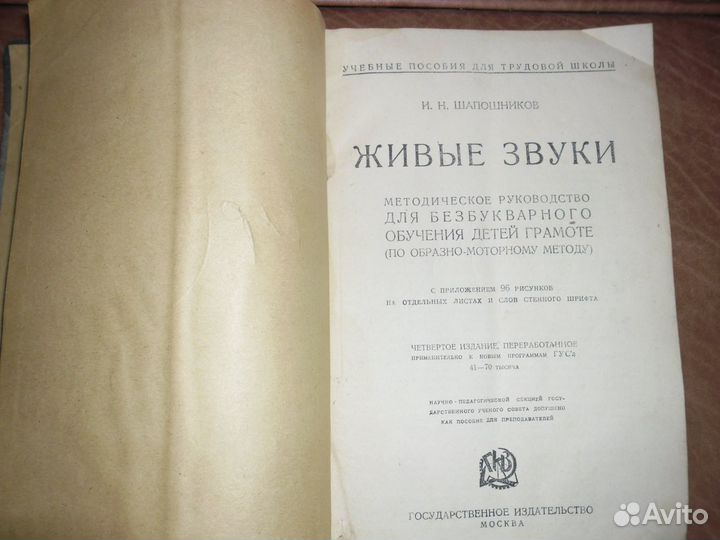 УЧЕБНЫЕ ПОСОБИЯ ДЛЯ ТРУДОВОЙ ШКОЛЫ
И. Н. ШАПОШНИКОВ
ЖИВЫЕ ЗВУКИ
МЕТОДИЧЕСКОЕ РУКОВОДСТВО
ДЛЯ БЕЗБУКВАРНОГО
ОБУЧЕНИЯ ДЕТЕЙ ГРАМОТЕ
(ПО ОБРАЗНО-МОТОРНОМУ МЕТОДУ)
С ПРИЛОЖЕНИЕМ 96 РИСУНКОВ
НА ОТДЕЛЬНЫХ ЛИСТАХ И СЛОВ СТЕННОГО ШРИФТА
ЧЕТВЕРТОЕ ИЗДАНИЕ, ПЕРЕРАБОТАННОЕ
ПРИМЕНИТЕЛЬНО К НОВЫМ ПРОГРАММАМ ГУС'а
41—70 ТЫСЯЧА
НАУЧНО-ПЕДАГОГИЧЕСКОЙ СЕКЦИЕЙ ГОСУ-
ДАРСТВЕННОГО УЧЕНОГО СОВЕТА ДОПУЩЕНО
КАК ПОСОБИЕ ДЛЯ ПРЕПОДАВАТЕЛЕЙ
ГОСУДАРСТВЕННОЕ ИЗДАТЕЛЬСТВО
МОСКВА
Avito